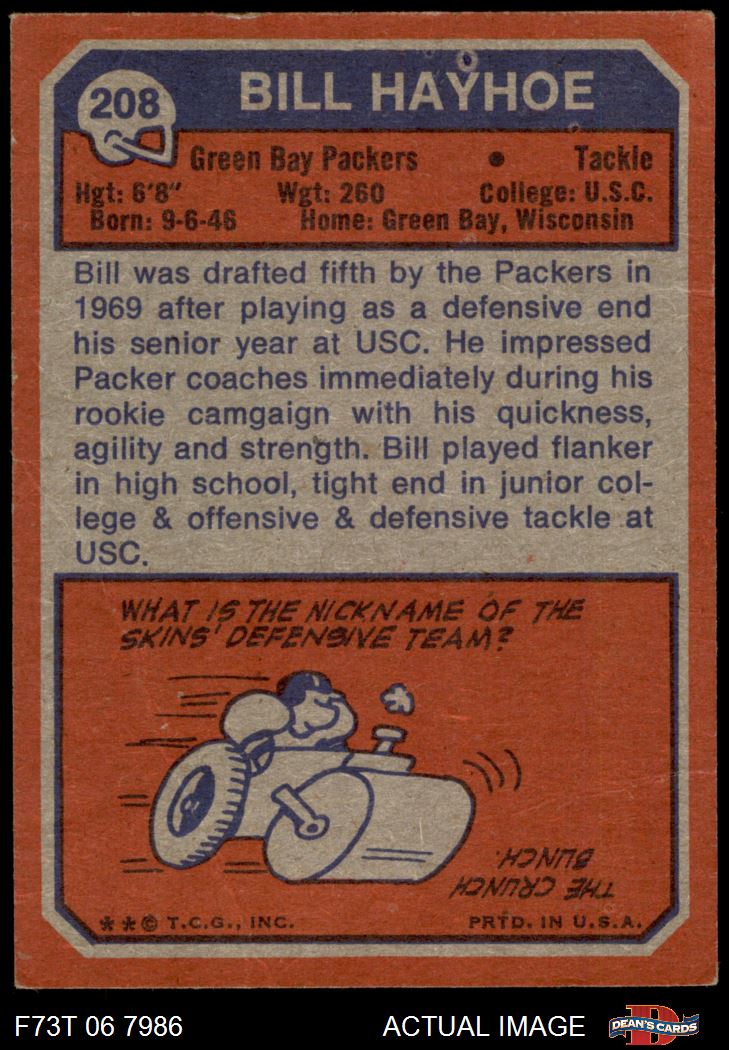 208
BILL HAYHOE
Green Bay Packers • Tackle
Hgt: 6'8" Wgt: 260 College: U.S.C.
Born: 9-6-46 Home: Green Bay, Wisconsin
Bill was drafted fifth by the Packers in
1969 after playing as a defensive end
his senior year at USC. He impressed
Packer coaches immediately during his
rookie camgaign with his quickness,
agility and strength. Bill played flanker
in high school, tight end in junior col-
lege & offensive & defensive tackle at
USC.
WHAT IS THE NICKNAME OF THE
SKINS' DEFENSIVE TEAM?
THE CRUNCH
BUNCH.
**© T.C.G., INC. PRTD. IN U.S.A.
F73T 06 7986 ACTUAL IMAGE
D
DEAN'S CARDS